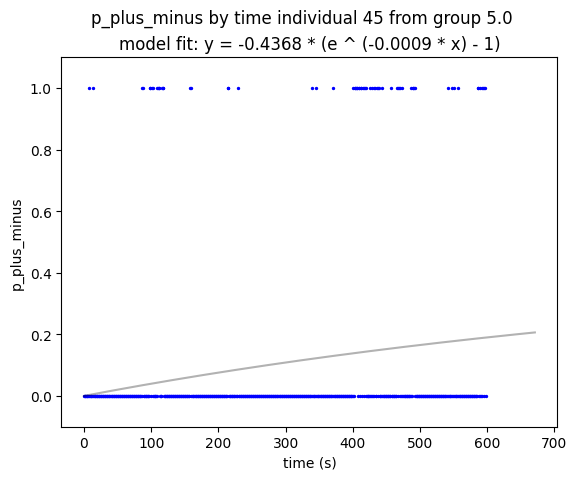 p_plus_minus by time individual 45 from group 5.0
model fit: y = -0.4368 * (e ^ (-0.0009 * x) - 1)
1.0
0.8
0.6
0.4
0.2
0.0
p_plus_minus
0 100 200 300 400 500 600 700
time (s)